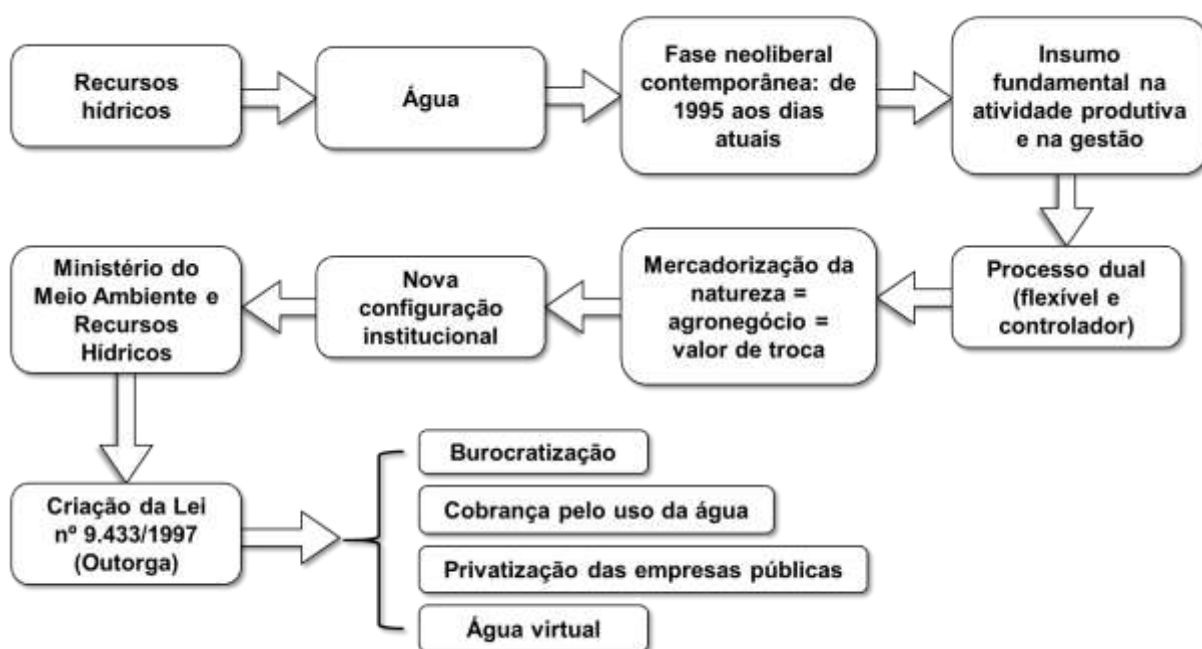 Recursos
hídricos
Água
Fase neoliberal
contemporânea: de
1995 aos dias
atuais
Insumo
fundamental na
atividade produtiva
e na gestão
Processo dual
(flexível e
controlador)
Mercadorização da
natureza =
agronegócio =
valor de troca
Nova
configuração
institucional
Ministério do
Meio Ambiente e
Recursos
Hídricos
Criação da Lei
nº 9.433/1997
(Outorga)
Burocratização
Cobrança pelo uso da água
Privatização das empresas públicas
Água virtual